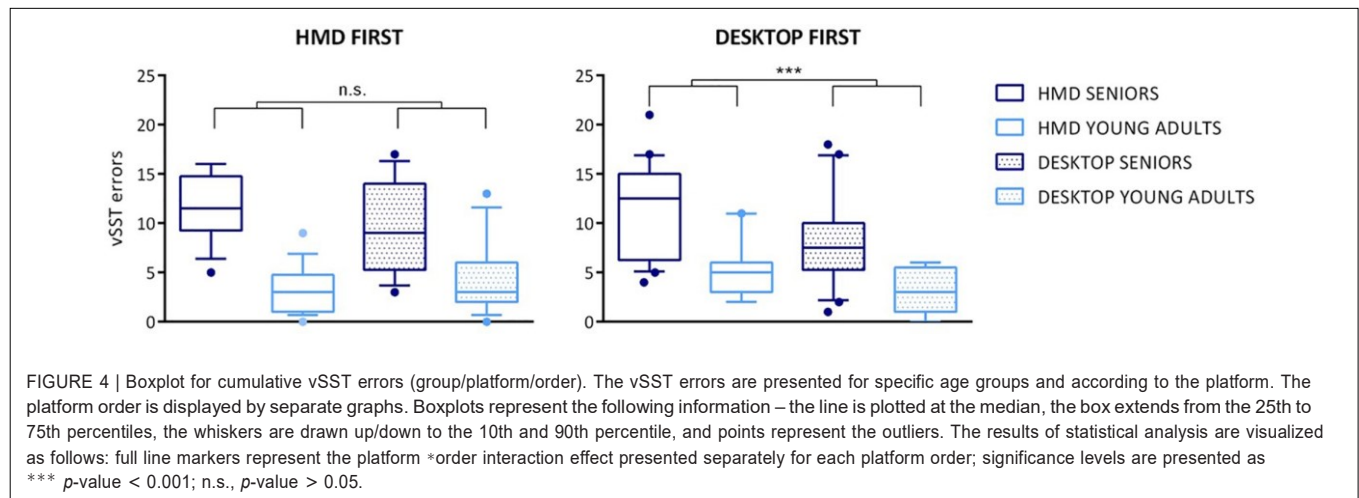 HMD FIRST
DESKTOP FIRST
vSST errors
25
20
15
10
5
0
n.s.
25
20
15
10
5
0
***
HMD SENIORS
HMD YOUNG ADULTS
DESKTOP SENIORS
DESKTOP YOUNG ADULTS
FIGURE 4 | Boxplot for cumulative vSST errors (group/platform/order). The vSST errors are presented for specific age groups and according to the platform. The
platform order is displayed by separate graphs. Boxplots represent the following information – the line is plotted at the median, the box extends from the 25th to
75th percentiles, the whiskers are drawn up/down to the 10th and 90th percentile, and points represent the outliers. The results of statistical analysis are visualized
as follows: full line markers represent the platform *order interaction effect presented separately for each platform order; significance levels are presented as
*** p-value < 0.001; n.s., p-value > 0.05.